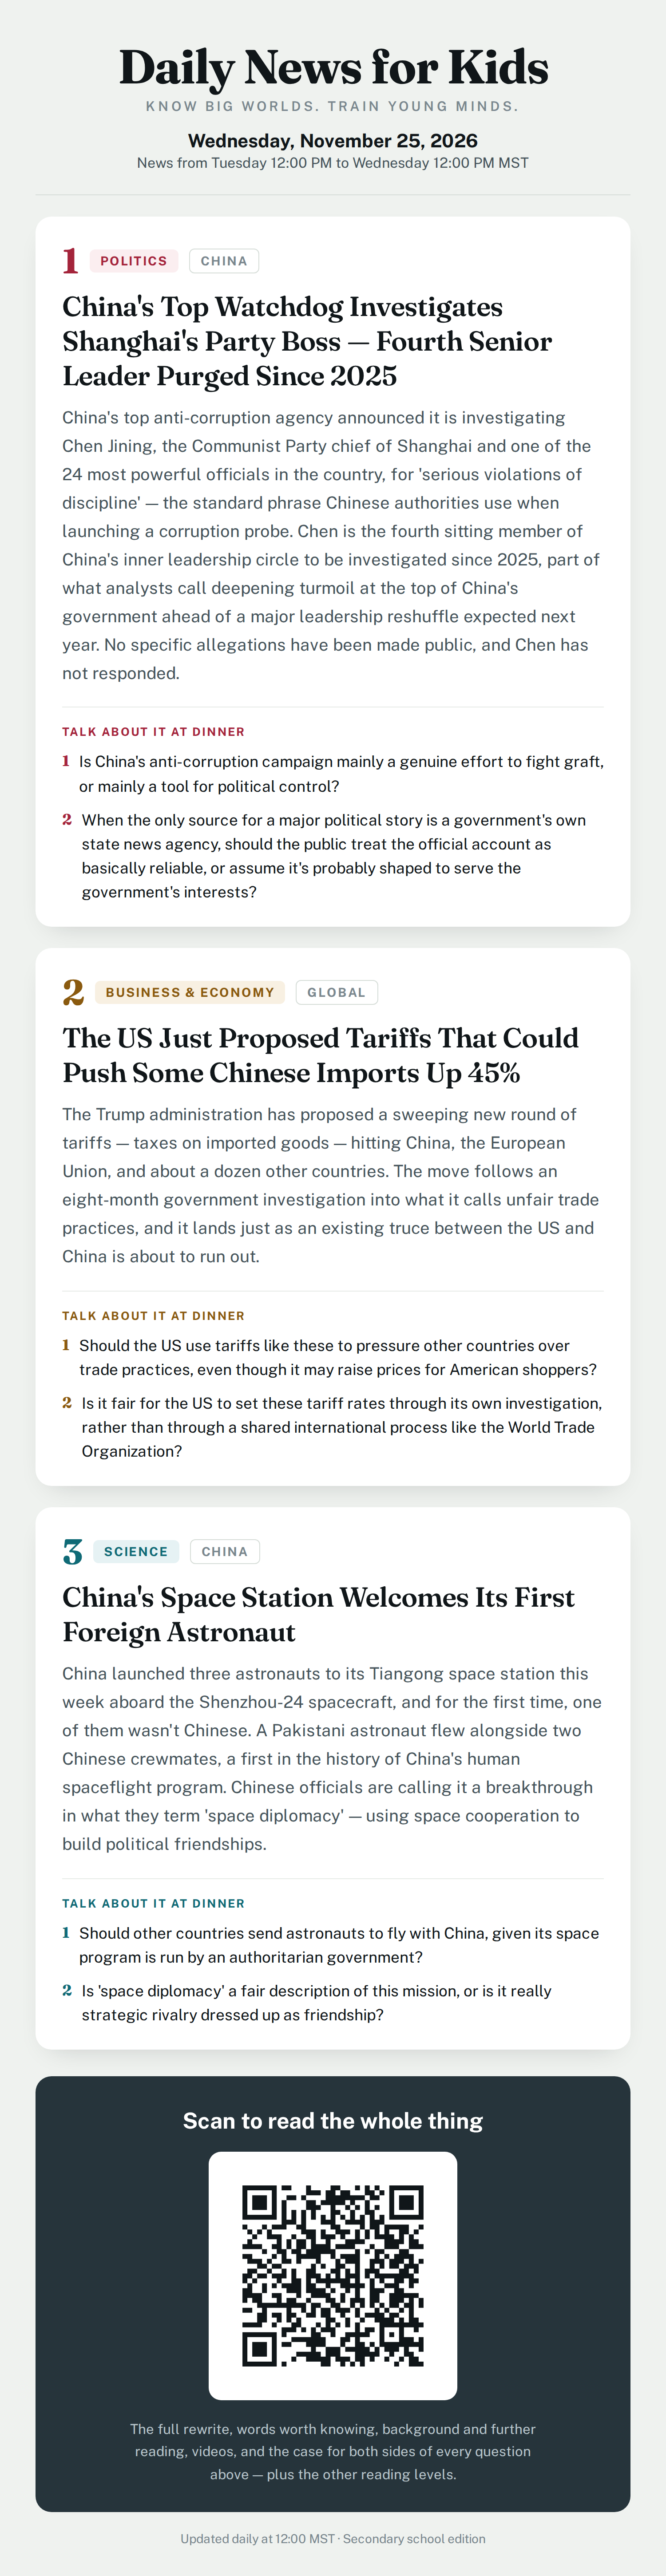 Daily News for Kids
KNOW BIG WORLDS. TRAIN YOUNG MINDS.
Wednesday, November 25, 2026
News from Tuesday 12:00 PM to Wednesday 12:00 PM MST
1 POLITICS CHINA
China's Top Watchdog Investigates
Shanghai's Party Boss — Fourth Senior
Leader Purged Since 2025
China's top anti-corruption agency announced it is investigating
Chen Jining, the Communist Party chief of Shanghai and one of the
24 most powerful officials in the country, for 'serious violations of
discipline' — the standard phrase Chinese authorities use when
launching a corruption probe. Chen is the fourth sitting member of
China's inner leadership circle to be investigated since 2025, part of
what analysts call deepening turmoil at the top of China's
government ahead of a major leadership reshuffle expected next
year. No specific allegations have been made public, and Chen has
not responded.
TALK ABOUT IT AT DINNER
1 Is China's anti-corruption campaign mainly a genuine effort to fight graft,
or mainly a tool for political control?
2 When the only source for a major political story is a government's own
state news agency, should the public treat the official account as
basically reliable, or assume it's probably shaped to serve the
government's interests?
2 BUSINESS & ECONOMY GLOBAL
The US Just Proposed Tariffs That Could
Push Some Chinese Imports Up 45%
The Trump administration has proposed a sweeping new round of
tariffs — taxes on imported goods — hitting China, the European
Union, and about a dozen other countries. The move follows an
eight-month government investigation into what it calls unfair trade
practices, and it lands just as an existing truce between the US and
China is about to run out.
TALK ABOUT IT AT DINNER
1 Should the US use tariffs like these to pressure other countries over
trade practices, even though it may raise prices for American shoppers?
2 Is it fair for the US to set these tariff rates through its own investigation,
rather than through a shared international process like the World Trade
Organization?
3 SCIENCE CHINA
China's Space Station Welcomes Its First
Foreign Astronaut
China launched three astronauts to its Tiangong space station this
week aboard the Shenzhou-24 spacecraft, and for the first time, one
of them wasn't Chinese. A Pakistani astronaut flew alongside two
Chinese crewmates, a first in the history of China's human
spaceflight program. Chinese officials are calling it a breakthrough
in what they term 'space diplomacy' — using space cooperation to
build political friendships.
TALK ABOUT IT AT DINNER
1 Should other countries send astronauts to fly with China, given its space
program is run by an authoritarian government?
2 Is 'space diplomacy' a fair description of this mission, or is it really
strategic rivalry dressed up as friendship?
Scan to read the whole thing
The full rewrite, words worth knowing, background and further
reading, videos, and the case for both sides of every question
above — plus the other reading levels.
Updated daily at 12:00 MST · Secondary school edition